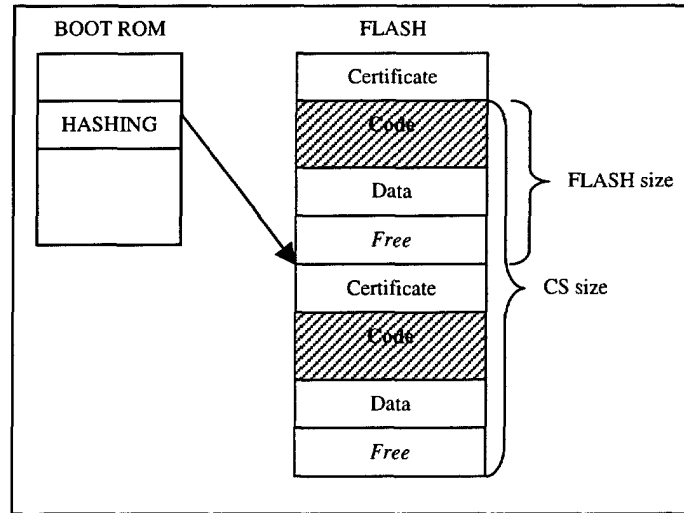 BOOT ROM
FLASH
Certificate
HASHING
Code
Data
FLASH size
Free
Certificate
CS size
Code
Data
Free